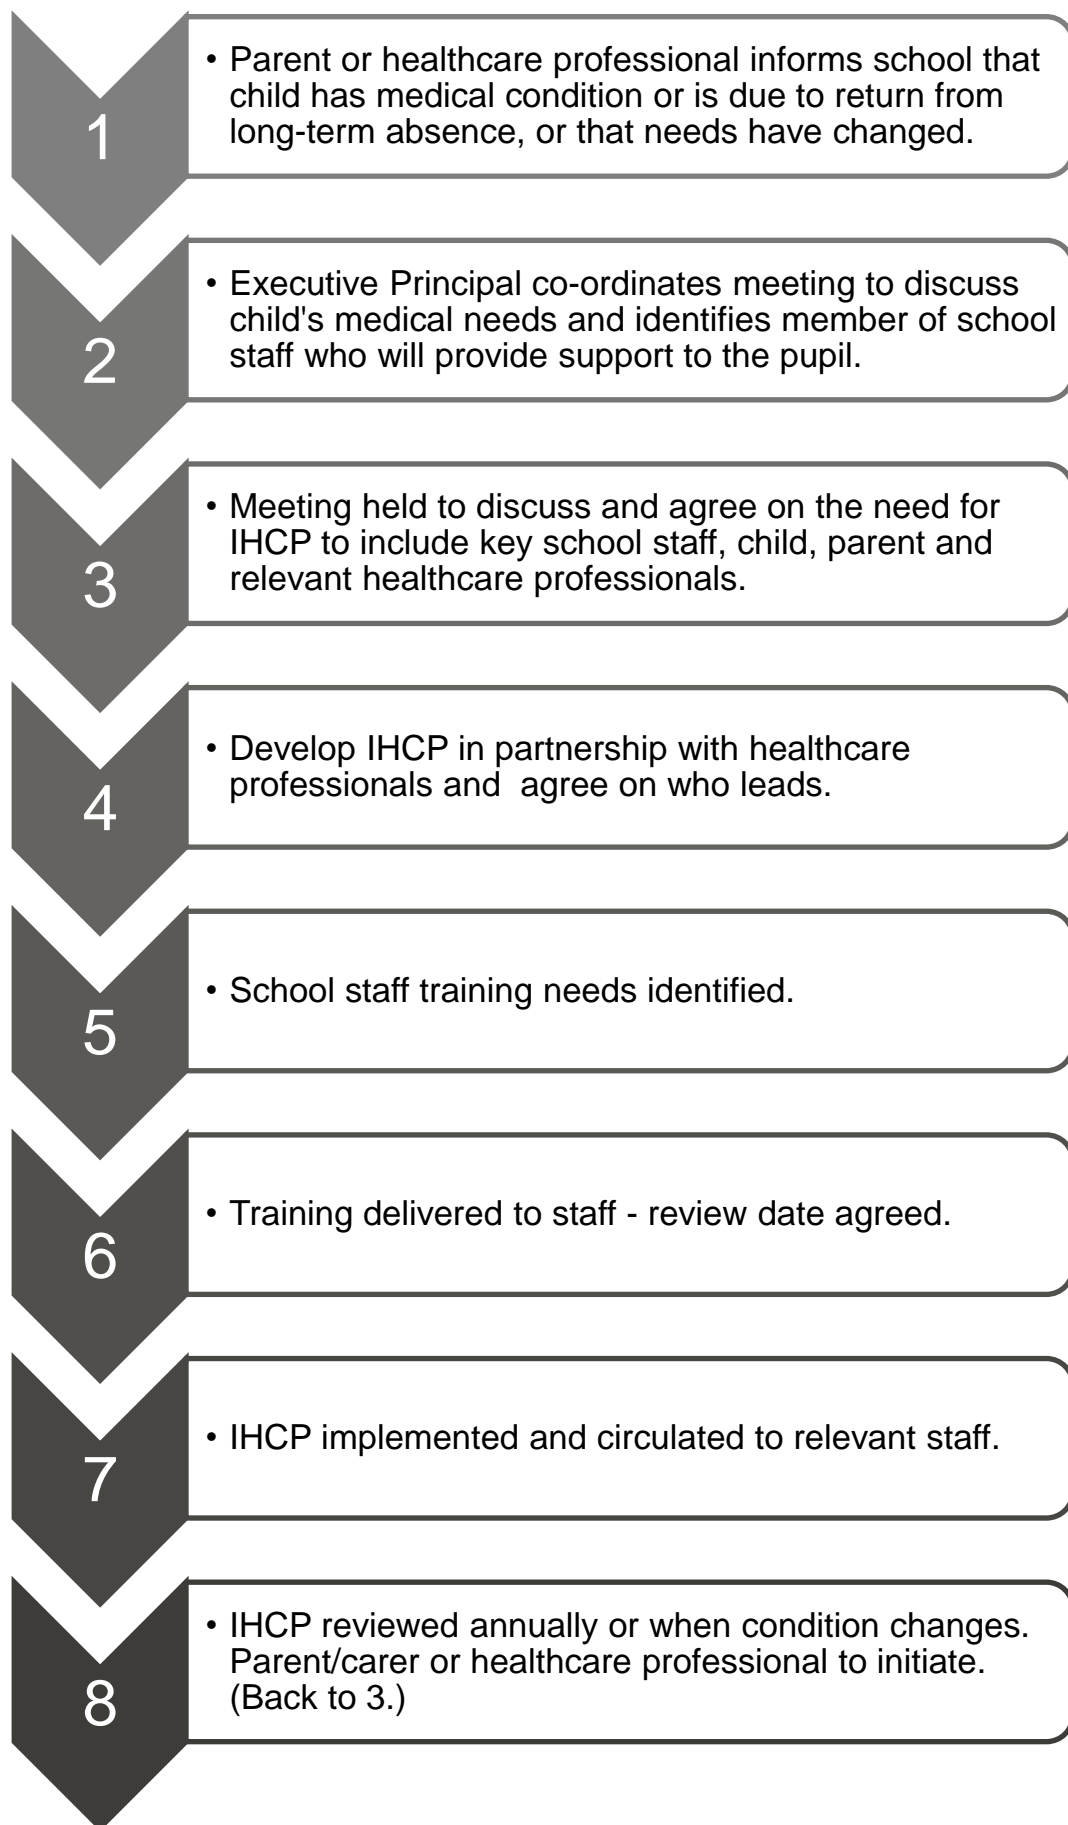 1
• Parent or healthcare professional informs school that
child has medical condition or is due to return from
long-term absence, or that needs have changed.
2
• Executive Principal co-ordinates meeting to discuss
child's medical needs and identifies member of school
staff who will provide support to the pupil.
3
• Meeting held to discuss and agree on the need for
IHCP to include key school staff, child, parent and
relevant healthcare professionals.
4
• Develop IHCP in partnership with healthcare
professionals and  agree on who leads.
5
• School staff training needs identified.
6
• Training delivered to staff - review date agreed.
7
• IHCP implemented and circulated to relevant staff.
8
• IHCP reviewed annually or when condition changes.
Parent/carer or healthcare professional to initiate.
(Back to 3.)